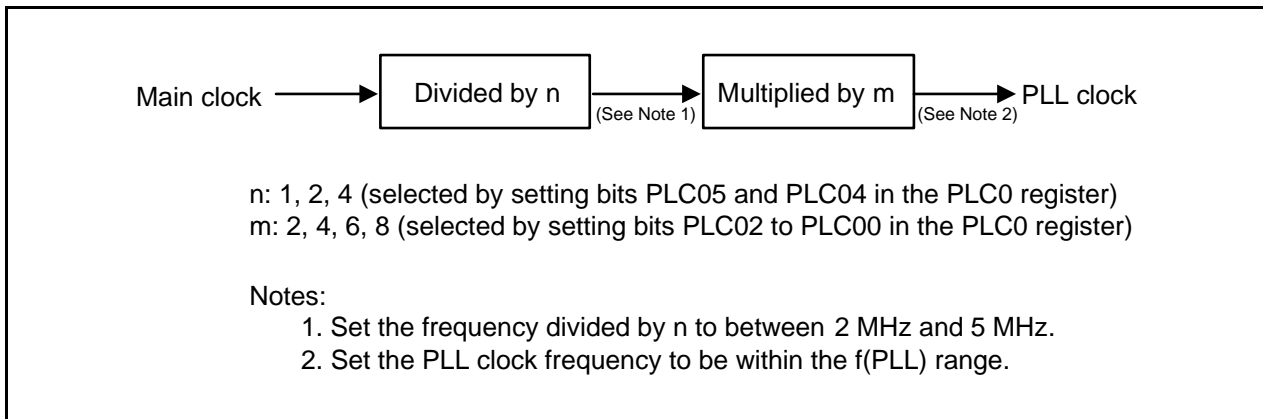 Main clock
Divided by n
(See Note 1)
Multiplied by m
(See Note 2)
PLL clock
n: 1, 2, 4 (selected by setting bits PLC05 and PLC04 in the PLC0 register)
m: 2, 4, 6, 8 (selected by setting bits PLC02 to PLC00 in the PLC0 register)
Notes:
1. Set the frequency divided by n to between 2 MHz and 5 MHz.
2. Set the PLL clock frequency to be within the f(PLL) range.